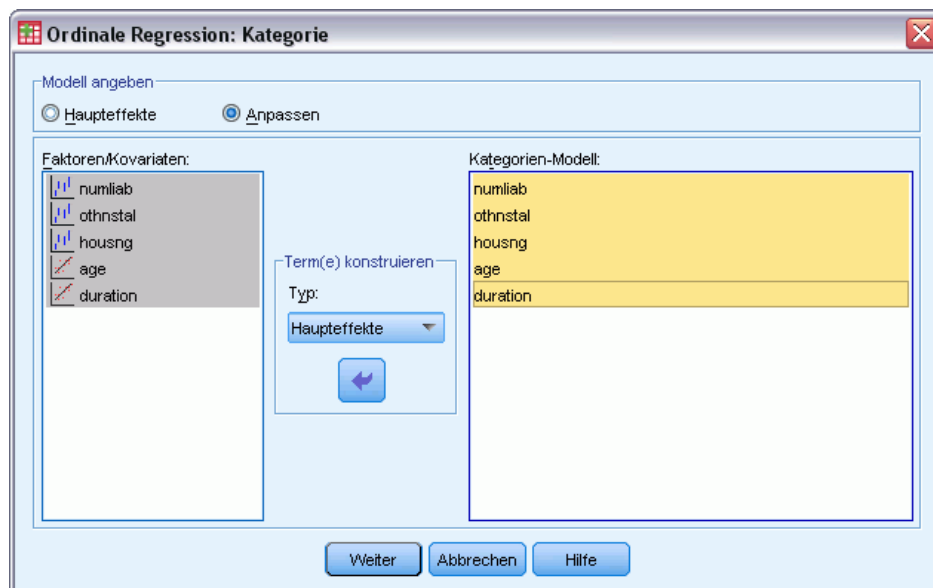 Ordinale Regression: Kategorie
Modell angeben
Haupteffekte
Anpassen
Faktoren/Kovariaten:
numliab
othnstal
housng
age
duration
Term(e) konstruieren
Typ:
Haupteffekte
Kategorien-Modell:
numliab
othnstal
housng
age
duration
Weiter
Abbrechen
Hilfe